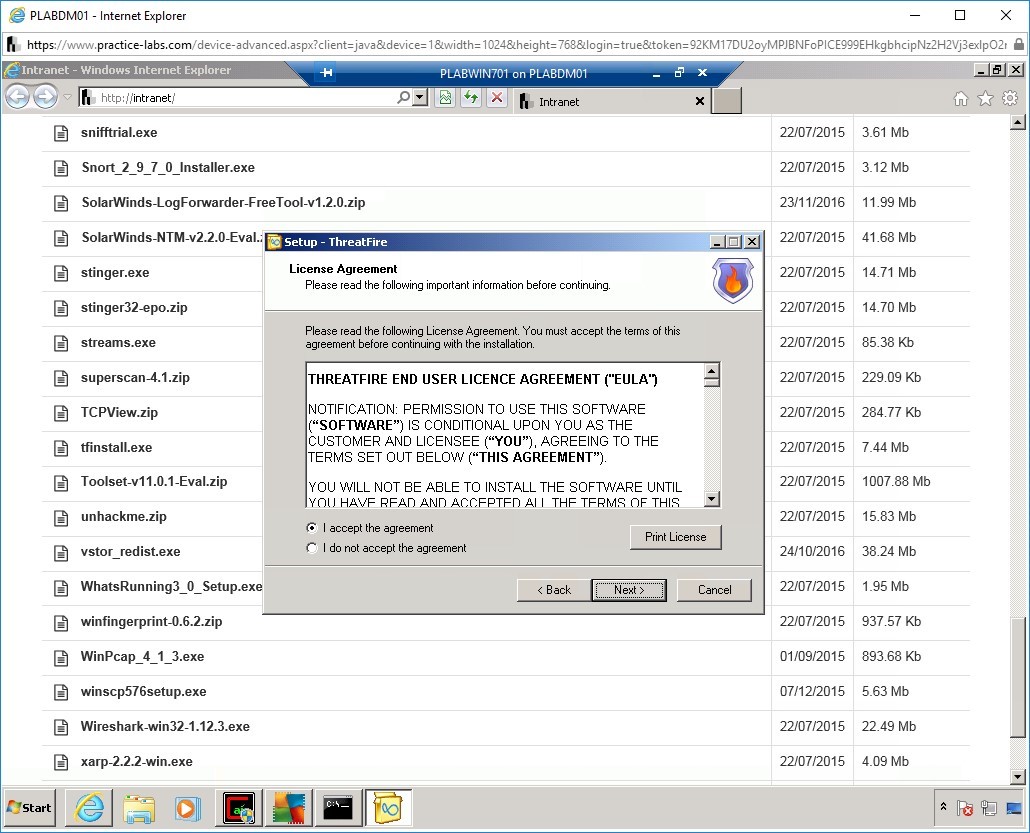 PLABDM01 - Internet Explorer
https://www.practice-labs.com/device-advanced.aspx?client=java&device=1&width=1024&height=768&login=true&token=92KM17DU2oyMPJBNFoPICE999EHkgbhcipNz2H2Vj3exIpO2r
Intranet - Windows Internet Explorer
PLABWIN701 on PLABDM01
http://intranet/
Intranet
snifftrial.exe 22/07/2015 3.61 Mb
Snort_2_9_7_0_Installer.exe 22/07/2015 3.12 Mb
SolarWinds-LogForwarder-FreeTool-v1.2.0.zip 23/11/2016 11.99 Mb
SolarWinds-NTM-v2.2.0-Eval.z 22/07/2015 41.68 Mb
stinger.exe 22/07/2015 14.71 Mb
stinger32-epo.zip 22/07/2015 14.70 Mb
streams.exe 22/07/2015 85.38 Kb
superscan-4.1.zip 22/07/2015 229.09 Kb
TCPView.zip 22/07/2015 284.77 Kb
tfinstall.exe 22/07/2015 7.44 Mb
Toolset-v11.0.1-Eval.zip 22/07/2015 1007.88 Mb
unhackme.zip 22/07/2015 15.83 Mb
vstor_redist.exe 24/10/2016 38.24 Mb
WhatsRunning3_0_Setup.exe 22/07/2015 1.95 Mb
winfingerprint-0.6.2.zip 22/07/2015 937.57 Kb
WinPcap_4_1_3.exe 01/09/2015 893.68 Kb
winscp576setup.exe 07/12/2015 5.63 Mb
Wireshark-win32-1.12.3.exe 22/07/2015 22.49 Mb
xarp-2.2.2-win.exe 22/07/2015 4.09 Mb
Setup - ThreatFire
License Agreement
Please read the following important information before continuing.
Please read the following License Agreement. You must accept the terms of this
agreement before continuing with the installation.
THREATFIRE END USER LICENCE AGREEMENT ("EULA")
NOTIFICATION: PERMISSION TO USE THIS SOFTWARE
(“SOFTWARE”) IS CONDITIONAL UPON YOU AS THE
CUSTOMER AND LICENSEE (“YOU”), AGREEING TO THE
TERMS SET OUT BELOW (“THIS AGREEMENT”).
YOU WILL NOT BE ABLE TO INSTALL THE SOFTWARE UNTIL
YOU HAVE READ AND ACCEPTED ALL THE TERMS OF THIS
I accept the agreement
I do not accept the agreement
Print License
< Back
Next >
Cancel
Start